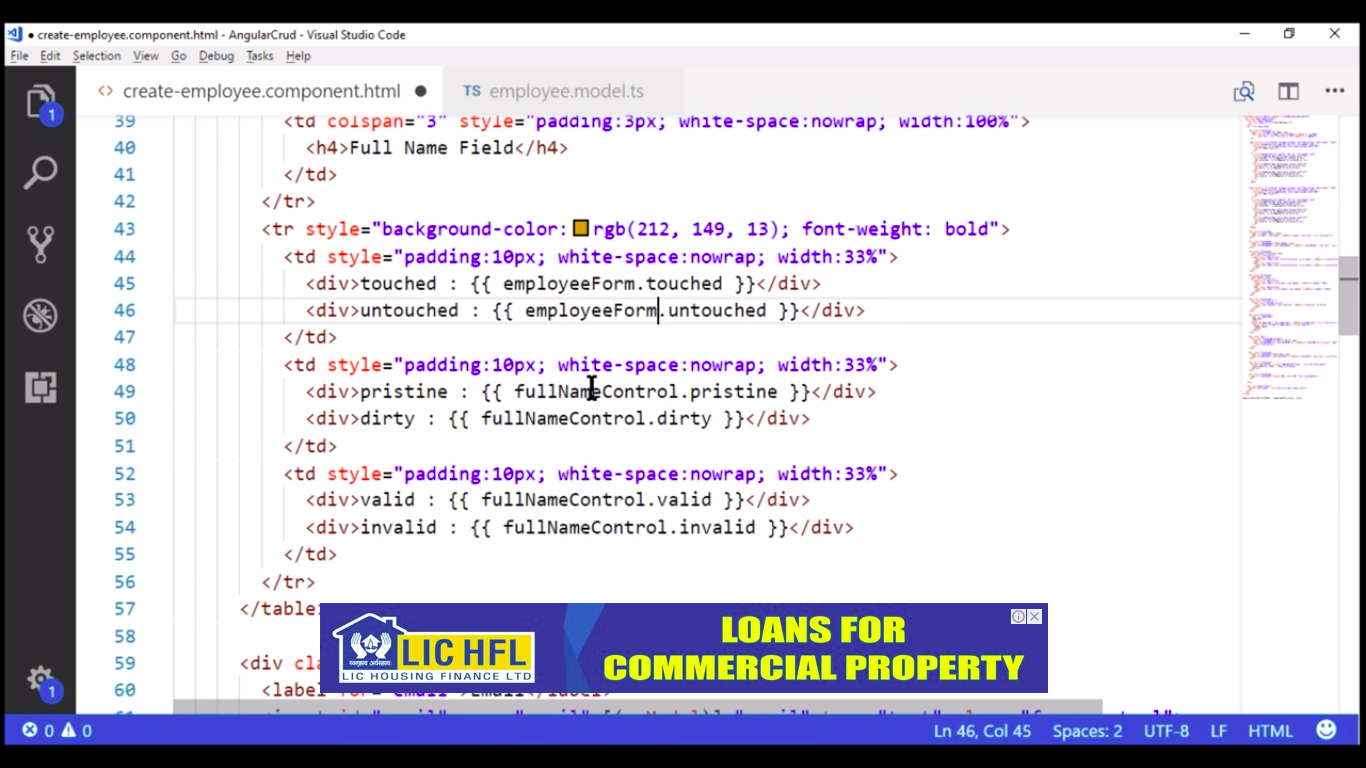 create-employee.component.html - AngularCrud - Visual Studio Code
File Edit Selection View Go Debug Tasks Help
<> create-employee.component.html ● TS employee.model.ts
39 <td colspan="3" style="padding:3px; white-space:nowrap; width:100%">
40 <h4>Full Name Field</h4>
41 </td>
42 </tr>
43 <tr style="background-color: rgb(212, 149, 13); font-weight: bold">
44 <td style="padding:10px; white-space:nowrap; width:33%">
45 <div>touched : {{ employeeForm.touched }}</div>
46 <div>untouched : {{ employeeForm.untouched }}</div>
47 </td>
48 <td style="padding:10px; white-space:nowrap; width:33%">
49 <div>pristine : {{ fullNameControl.pristine }}</div>
50 <div>dirty : {{ fullNameControl.dirty }}</div>
51 </td>
52 <td style="padding:10px; white-space:nowrap; width:33%">
53 <div>valid : {{ fullNameControl.valid }}</div>
54 <div>invalid : {{ fullNameControl.invalid }}</div>
55 </td>
56 </tr>
57 </table
58
59 <div cla
60 <label
1
1
LIC HFL
LIC HOUSING FINANCE LTD
LOANS FOR
COMMERCIAL PROPERTY
0 0 Ln 46, Col 45 Spaces: 2 UTF-8 LF HTML